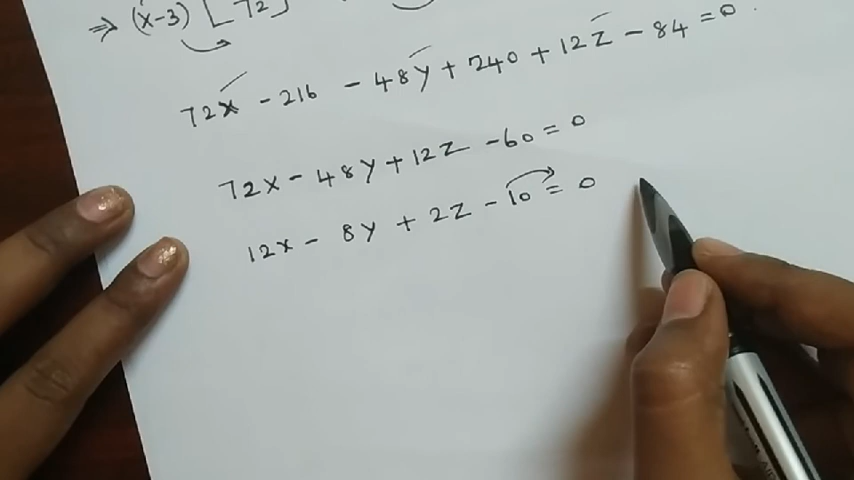 ⇒ (x-3) [72]
72x - 216 - 48y + 240 + 12z - 84 = 0
72x - 48y + 12z - 60 = 0
12x - 8y + 2z - 10 = 0